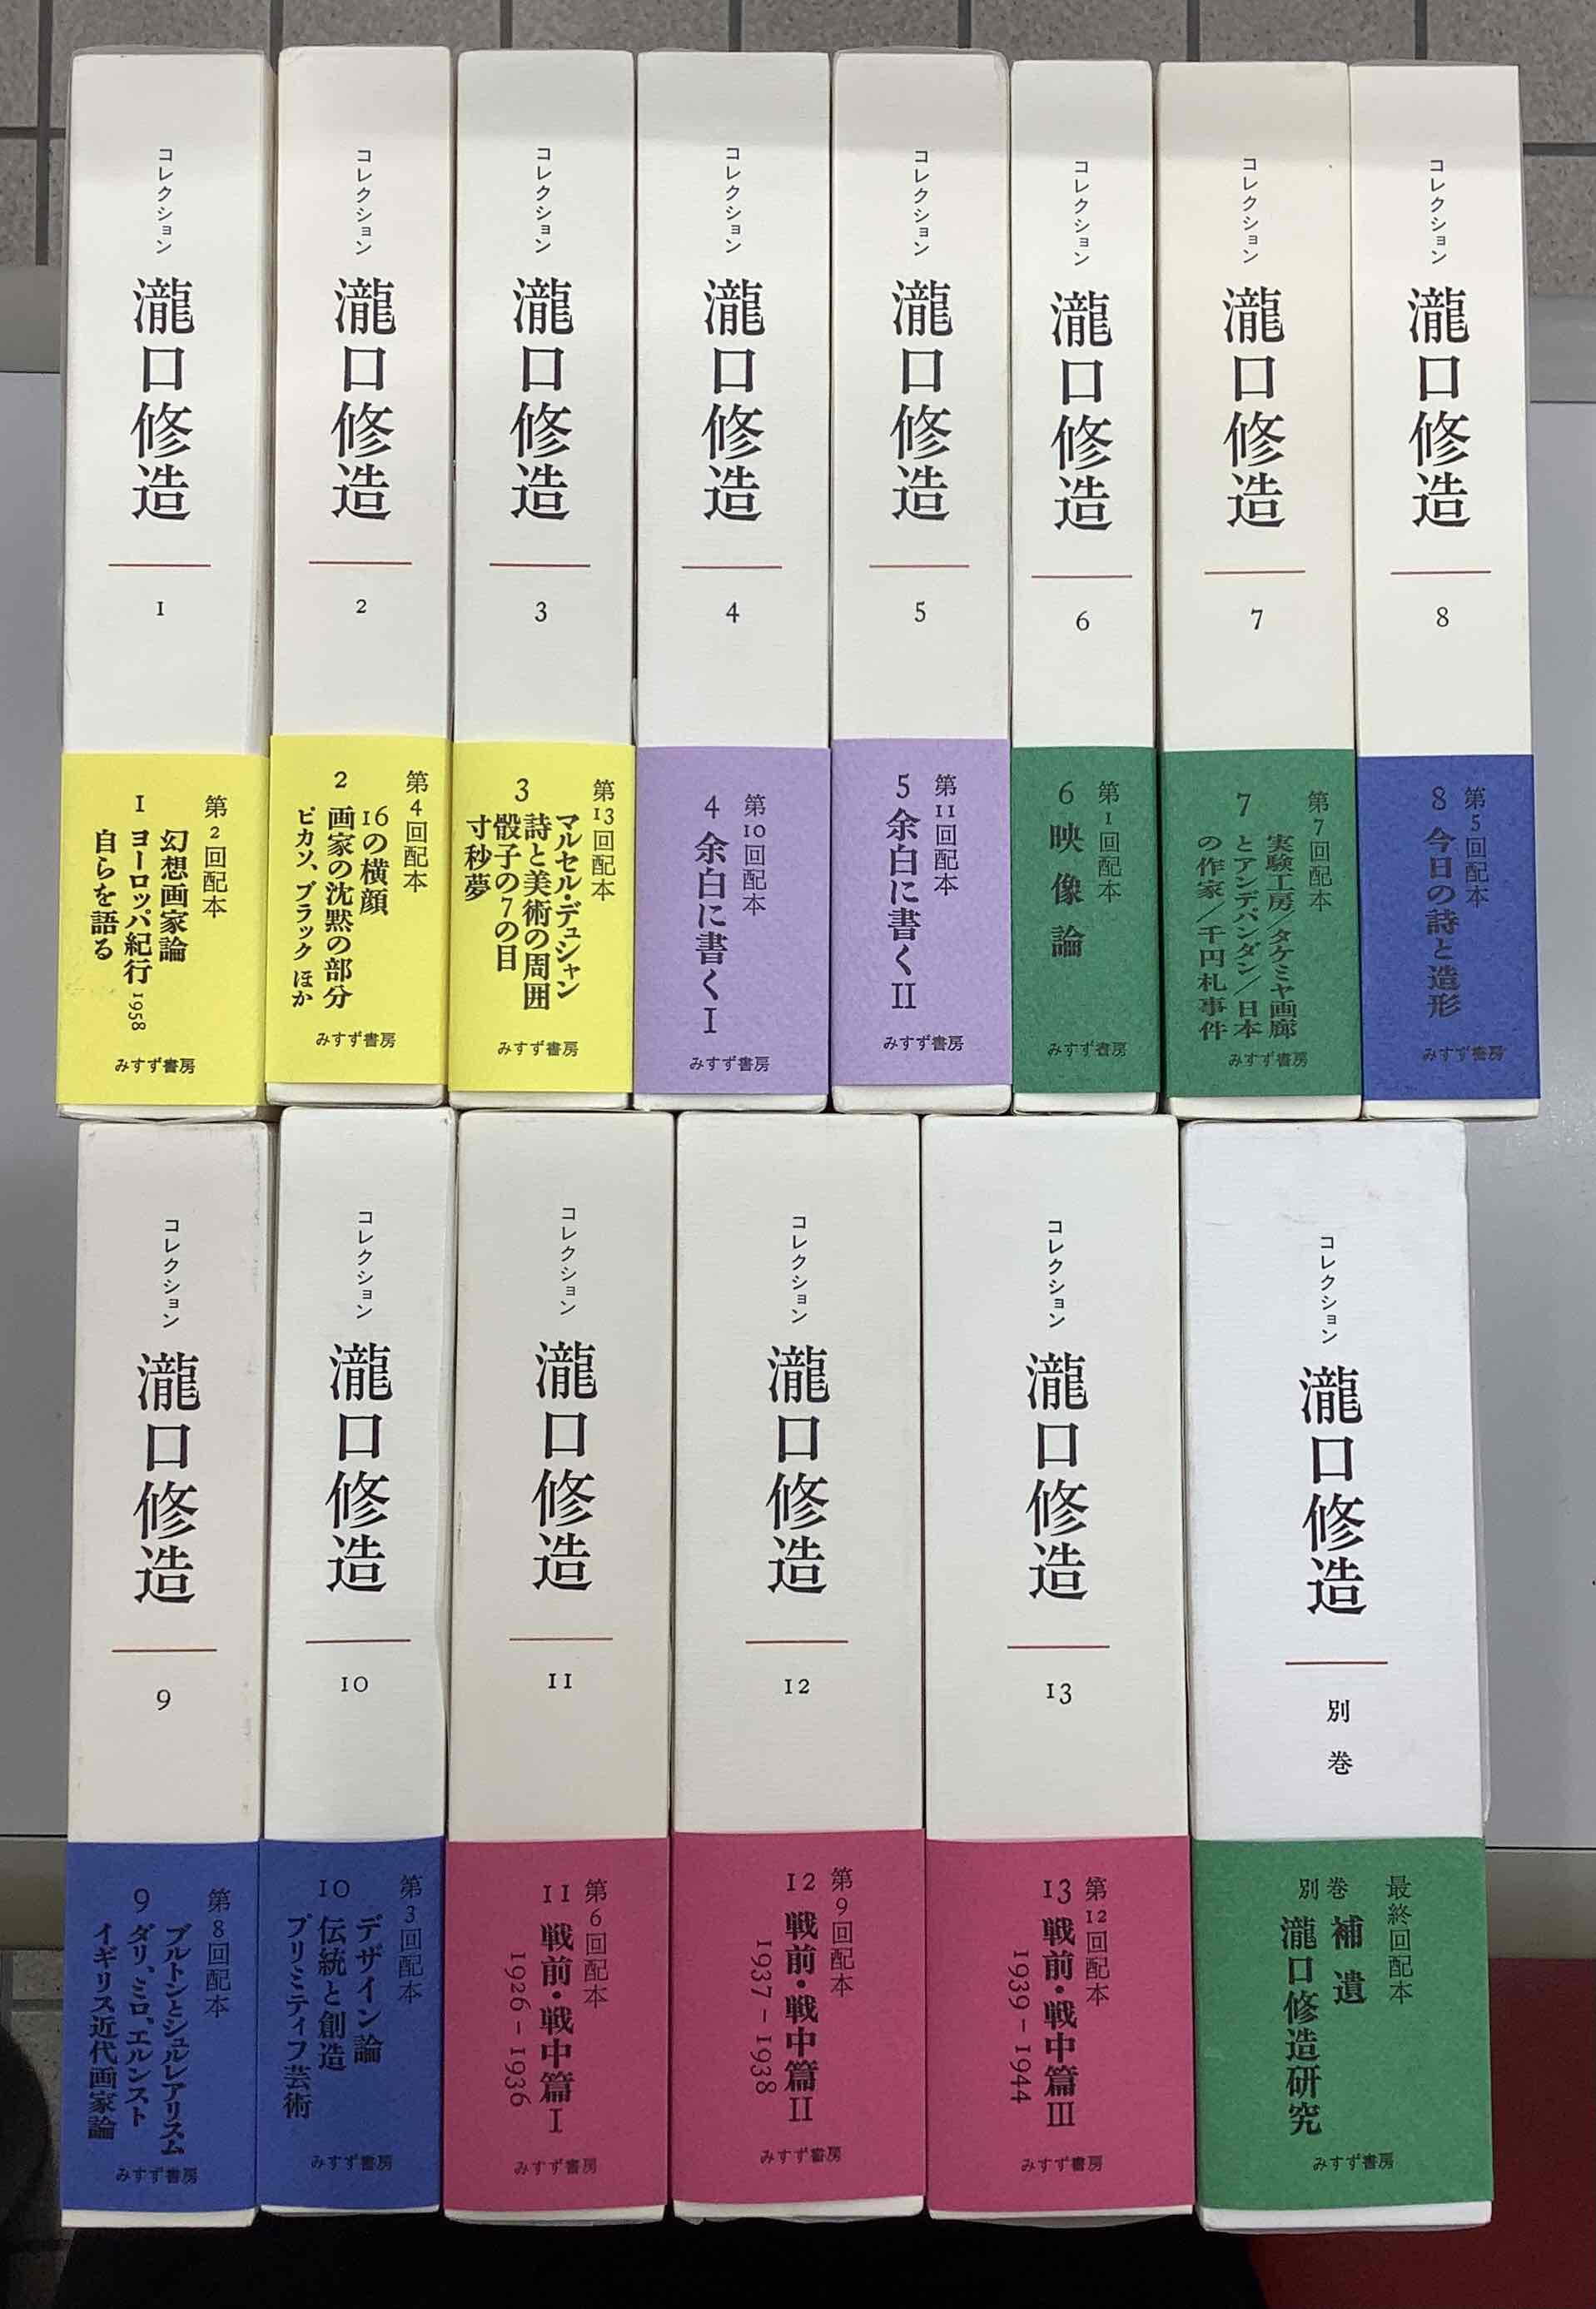 コレクション
瀧口修造
1
第2回配本
幻想画家論
1 ヨーロッパ紀行 1958
自らを語る
みすず書房
コレクション
瀧口修造
2
第4回配本
16の横顔
2 画家の沈黙の部分
ピカソ、ブラック ほか
みすず書房
コレクション
瀧口修造
3
第13回配本
マルセル・デュシャン
詩と美術の周囲
3 骰子の7の目
寸秒夢
みすず書房
コレクション
瀧口修造
4
第10回配本
4 余白に書くⅠ
みすず書房
コレクション
瀧口修造
5
第11回配本
5 余白に書くⅡ
みすず書房
コレクション
瀧口修造
6
第1回配本
6 映像論
みすず書房
コレクション
瀧口修造
7
第7回配本
実験工房/タケミヤ画廊
7 とアンデパンダン/日本
の作家/千円札事件
みすず書房
コレクション
瀧口修造
8
第5回配本
8 今日の詩と造形
みすず書房
コレクション
瀧口修造
9
第8回配本
ブルトンとシュルレアリスム
9 ダリ、ミロ、エルンスト
イギリス近代画家論
みすず書房
コレクション
瀧口修造
10
第3回配本
デザイン論
10 伝統と創造
プリミティフ芸術
みすず書房
コレクション
瀧口修造
11
第6回配本
11 戦前・戦中篇Ⅰ
1926-1936
みすず書房
コレクション
瀧口修造
12
第9回配本
12 戦前・戦中篇Ⅱ
1937-1938
みすず書房
コレクション
瀧口修造
13
第12回配本
13 戦前・戦中篇Ⅲ
1939-1944
みすず書房
コレクション
瀧口修造
別巻
最終回配本
別巻 補遺
瀧口修造研究
みすず書房